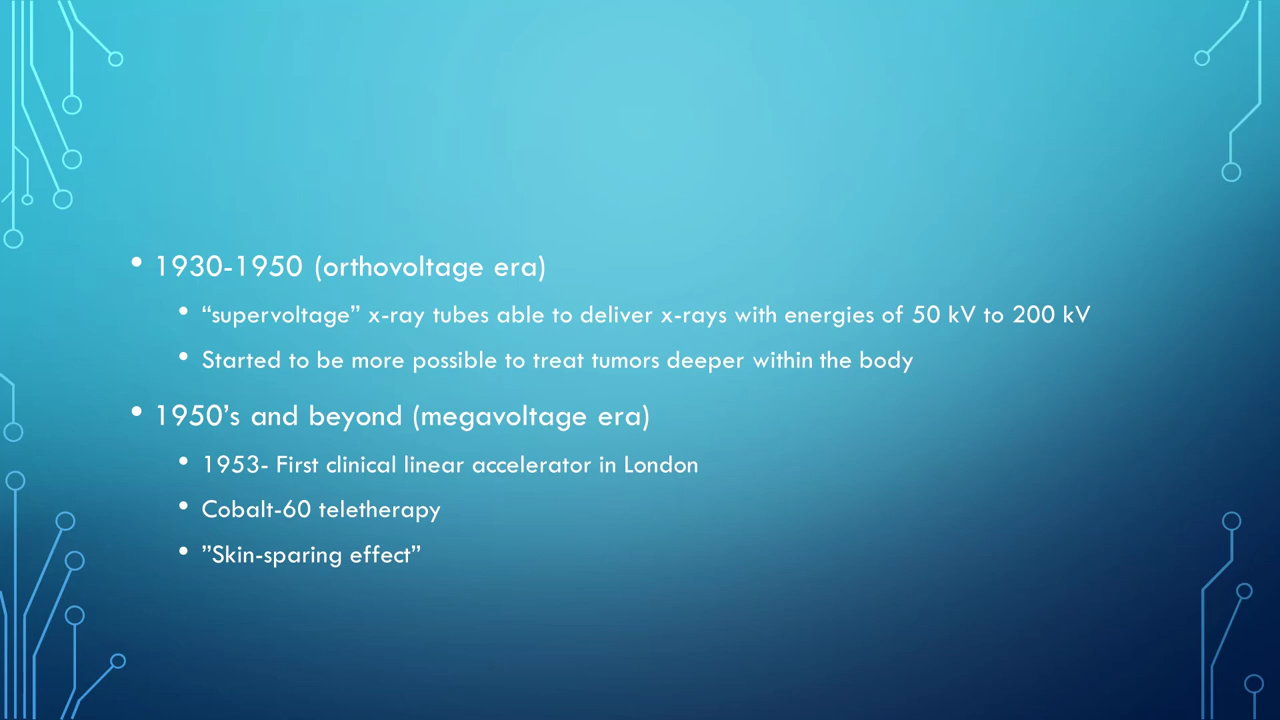 • 1930-1950 (orthovoltage era)
• “supervoltage” x-ray tubes able to deliver x-rays with energies of 50 kV to 200 kV
• Started to be more possible to treat tumors deeper within the body
• 1950’s and beyond (megavoltage era)
• 1953- First clinical linear accelerator in London
• Cobalt-60 teletherapy
• ”Skin-sparing effect”